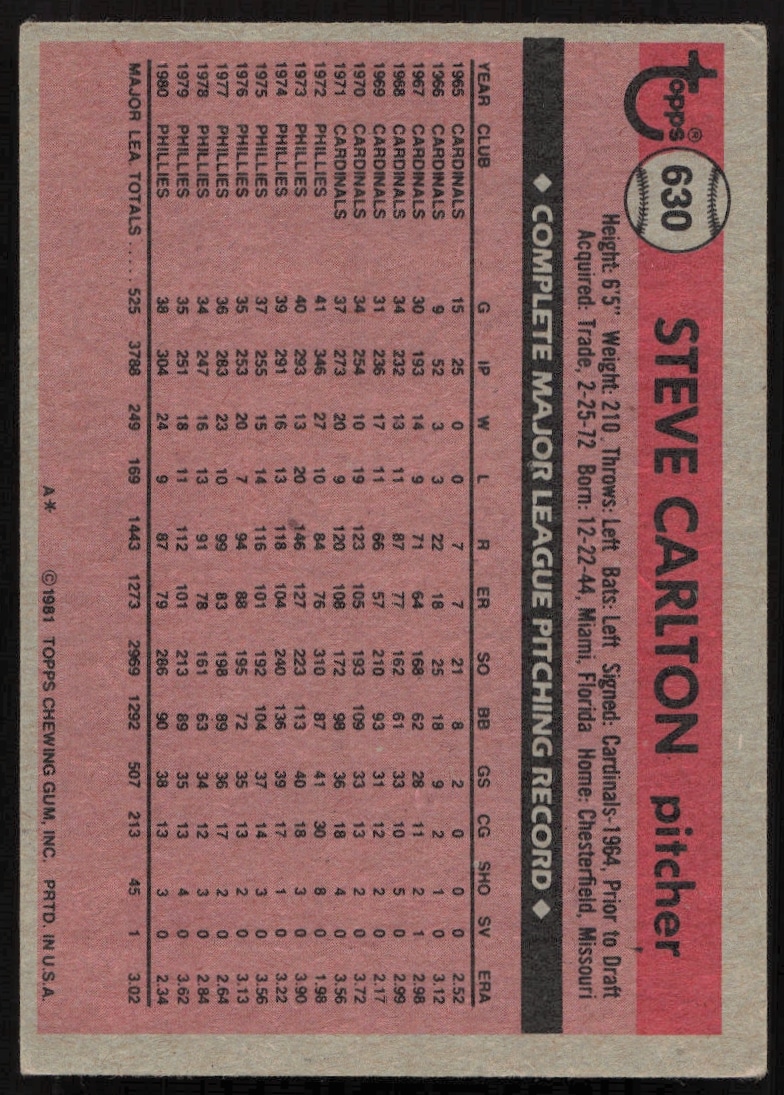 Topps® 630 STEVE CARLTON pitcher
Height: 6'5" Weight: 210 Throws: Left Bats: Left Signed: Cardinals-1964, Prior to Draft
Acquired: Trade, 2-25-72 Born: 12-22-44, Miami, Florida Home: Chesterfield, Missouri
◆ COMPLETE MAJOR LEAGUE PITCHING RECORD ◆
YEAR CLUB G IP W L R ER SO BB GS CG SHO SV ERA
1965 CARDINALS 15 25 0 0 7 7 21 8 2 0 0 0 2.52
1966 CARDINALS 9 52 3 3 22 18 25 18 9 2 1 0 3.12
1967 CARDINALS 30 193 14 9 71 64 168 62 28 11 2 1 2.98
1968 CARDINALS 34 232 13 11 87 77 162 61 33 10 5 0 2.99
1969 CARDINALS 31 236 17 11 66 57 210 93 31 12 2 0 2.17
1970 CARDINALS 34 254 10 19 123 105 193 109 33 13 2 0 3.72
1971 CARDINALS 37 273 20 9 120 108 172 98 36 18 4 0 3.56
1972 PHILLIES 41 346 27 10 84 76 310 87 41 30 8 0 1.98
1973 PHILLIES 40 293 13 20 146 127 223 113 40 18 3 0 3.90
1974 PHILLIES 39 291 16 13 118 104 240 136 39 17 1 0 3.22
1975 PHILLIES 37 255 15 14 116 101 192 104 37 14 3 0 3.56
1976 PHILLIES 35 253 20 7 94 88 195 72 35 13 2 0 3.13
1977 PHILLIES 36 283 23 10 99 83 198 89 36 17 2 0 2.64
1978 PHILLIES 34 247 16 13 91 78 161 63 34 12 3 0 2.84
1979 PHILLIES 35 251 18 11 112 101 213 89 35 13 4 0 3.62
1980 PHILLIES 38 304 24 9 87 79 286 90 38 13 3 0 2.34
MAJOR LEA. TOTALS .... 525 3788 249 169 1443 1273 2969 1292 507 213 45 1 3.02
A* ©1981 TOPPS CHEWING GUM, INC. PRTD. IN U.S.A.